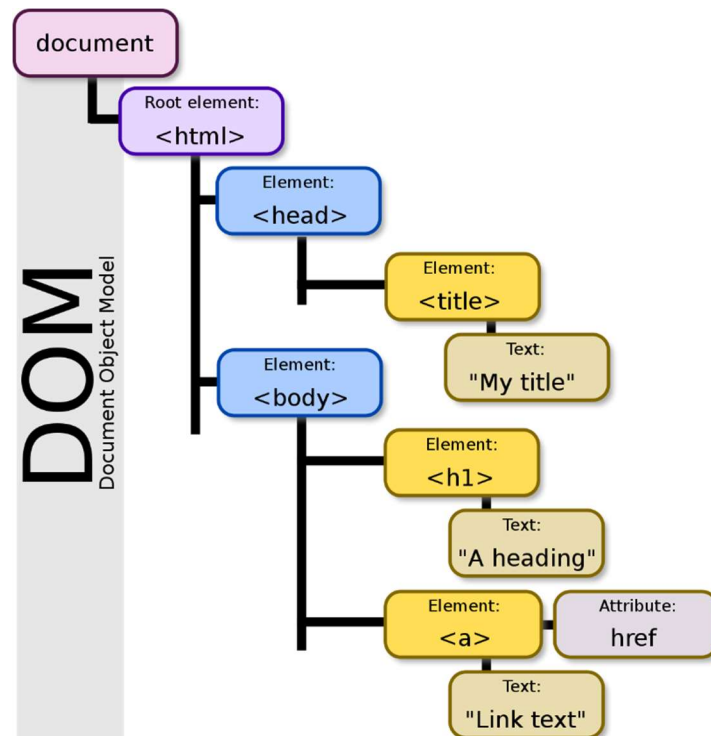 document
Root element:
<html>
Element:
<head>
Element:
<title>
Text:
"My title"
Element:
<body>
Element:
<h1>
Text:
"A heading"
Element:
<a>
Attribute:
href
Text:
"Link text"
DOM
Document Object Model